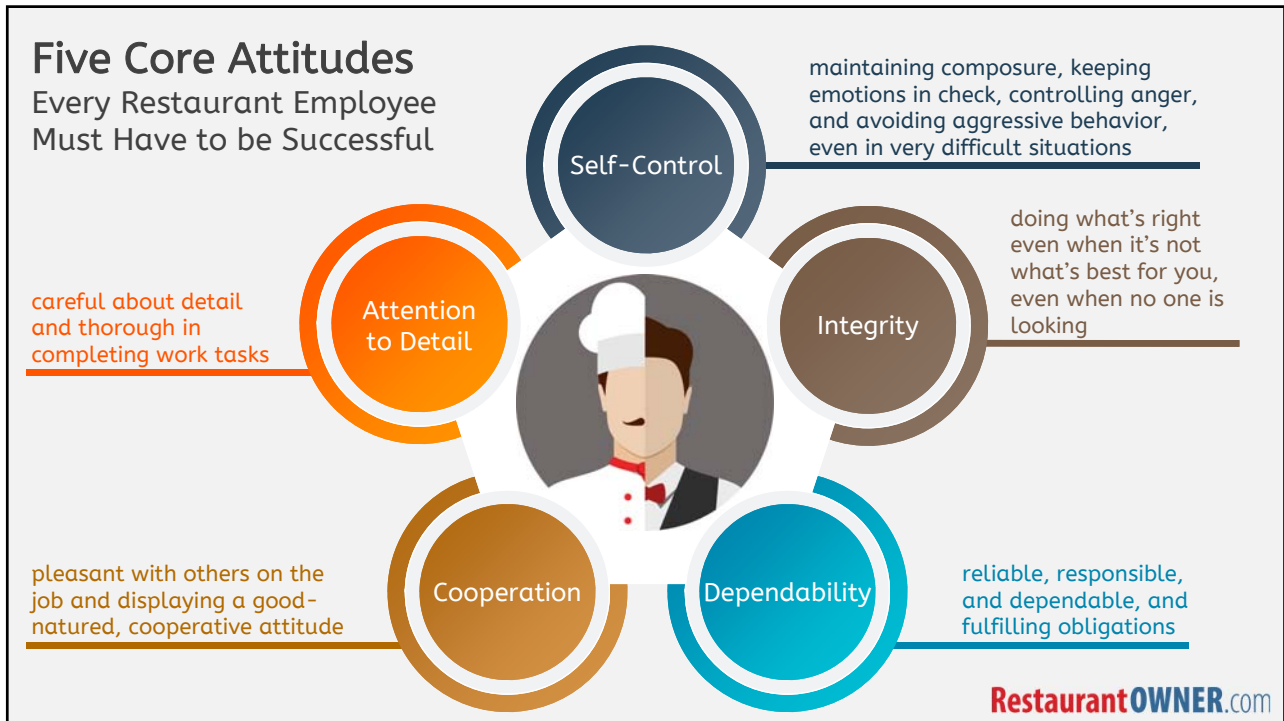 Five Core Attitudes
Every Restaurant Employee
Must Have to be Successful
Self-Control
maintaining composure, keeping
emotions in check, controlling anger,
and avoiding aggressive behavior,
even in very difficult situations
Integrity
doing what’s right
even when it’s not
what’s best for you,
even when no one is
looking
Dependability
reliable, responsible,
and dependable, and
fulfilling obligations
Cooperation
pleasant with others on the
job and displaying a good-
natured, cooperative attitude
Attention
to Detail
careful about detail
and thorough in
completing work tasks
RestaurantOWNER.com